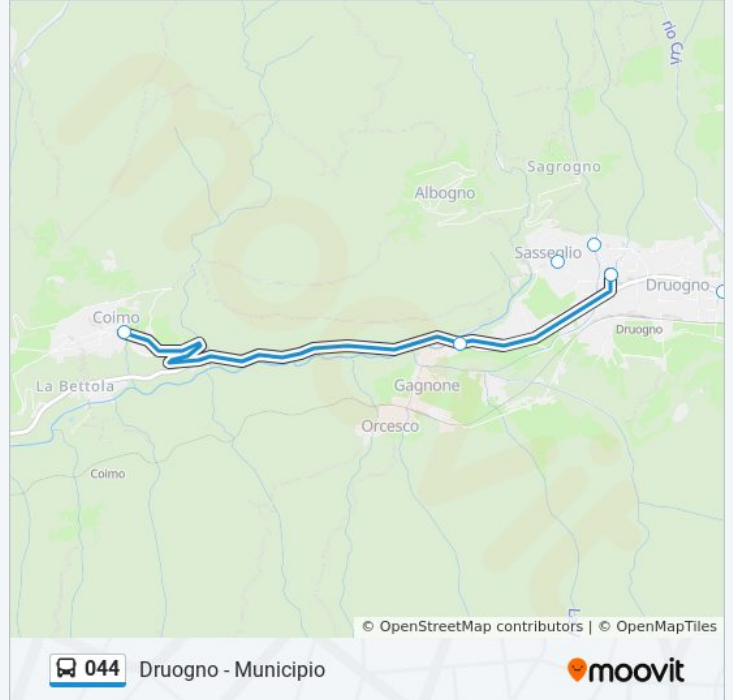 rio Cui
Sagrogno
Albogno
Sasseglio
Druogno
Coimo
Druogno
La Bettola
Gagnone
Orcesco
Coimo
© OpenStreetMap contributors | © OpenMapTiles
044 Druogno - Municipio
moovit